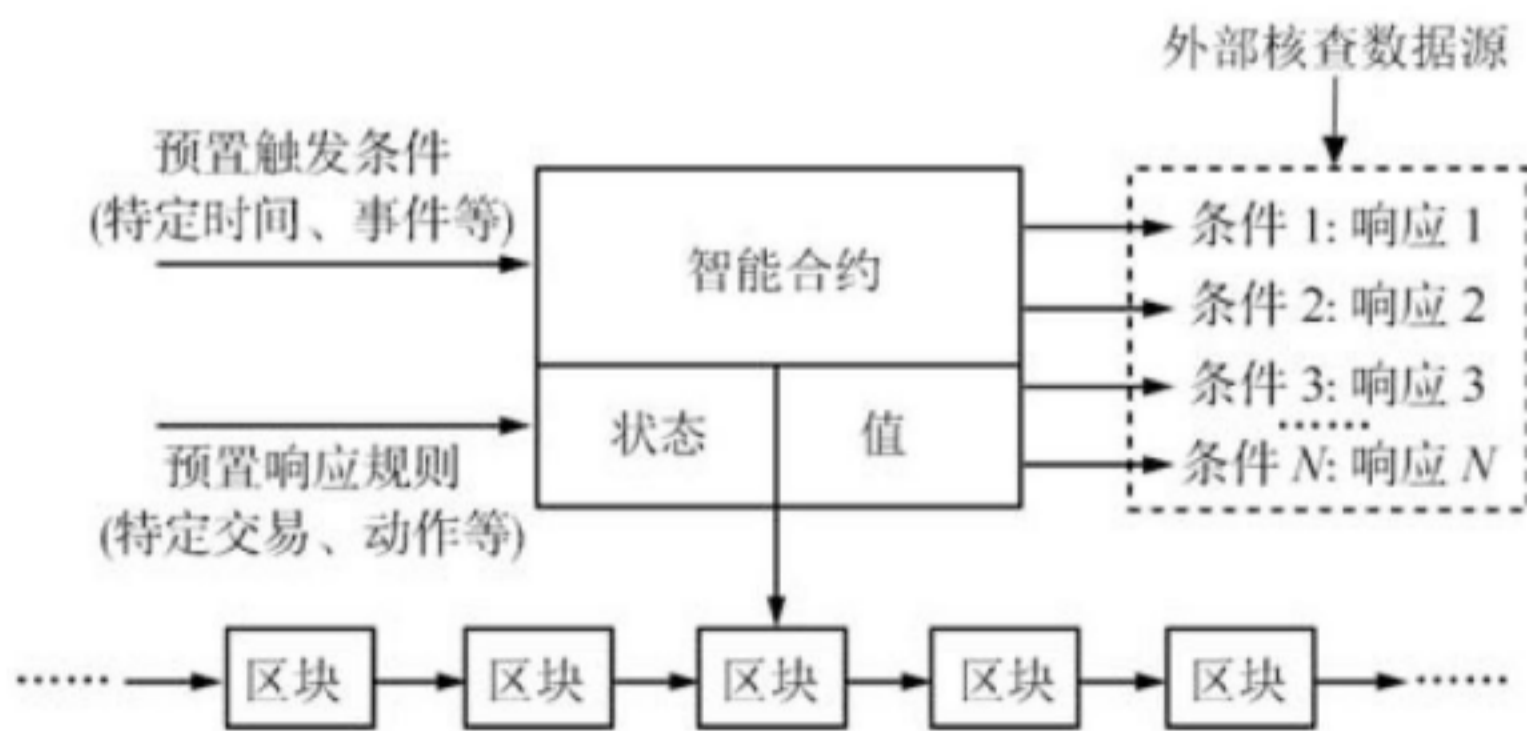 外部核查数据源
预置触发条件
(特定时间、事件等)
智能合约
条件 1: 响应 1
条件 2: 响应 2
条件 3: 响应 3
······
条件 N: 响应 N
状态
值
预置响应规则
(特定交易、动作等)
······ 区块 区块 区块 区块 区块 ······